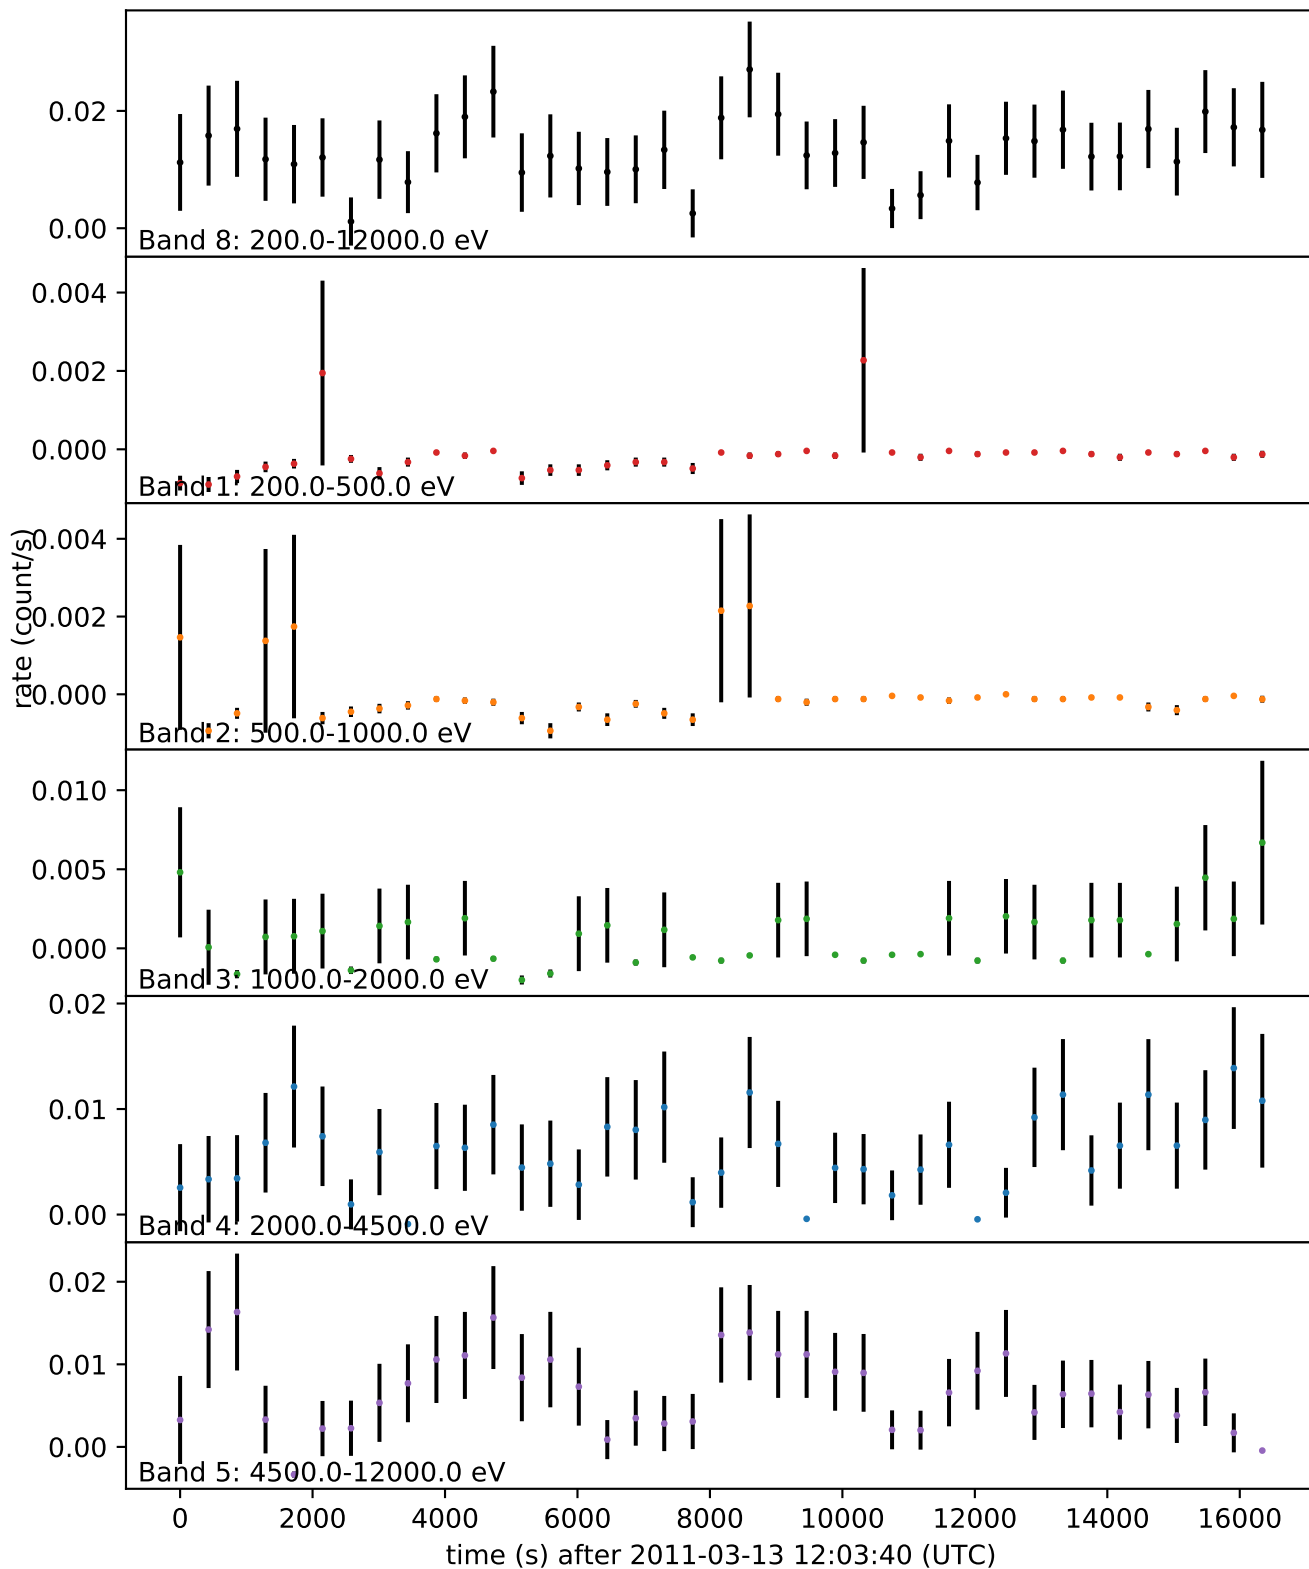 0.02
0.00
Band 8: 200.0-12000.0 eV
0.004
0.002
0.000
Band 1: 200.0-500.0 eV
rate (count/s)
0.004
0.002
0.000
Band 2: 500.0-1000.0 eV
0.010
0.005
0.000
Band 3: 1000.0-2000.0 eV
0.02
0.01
0.00
Band 4: 2000.0-4500.0 eV
0.02
0.01
0.00
Band 5: 4500.0-12000.0 eV
0 2000 4000 6000 8000 10000 12000 14000 16000
time (s) after 2011-03-13 12:03:40 (UTC)